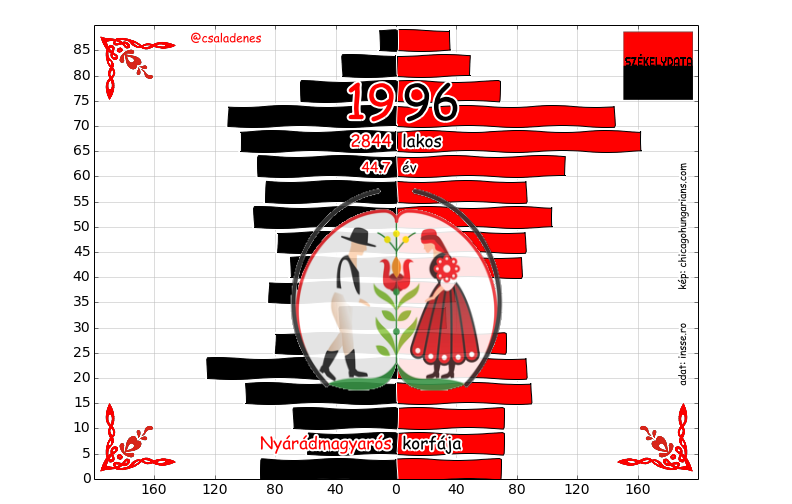 @csaladenes
SZÉKELYDATA
1996
2844 lakos
44.7 év
kép: chicagohungarians.com
adat: insse.ro
Nyárádmagyarós korfája
85
80
75
70
65
60
55
50
45
40
35
30
25
20
15
10
5
0
160 120 80 40 0 40 80 120 160